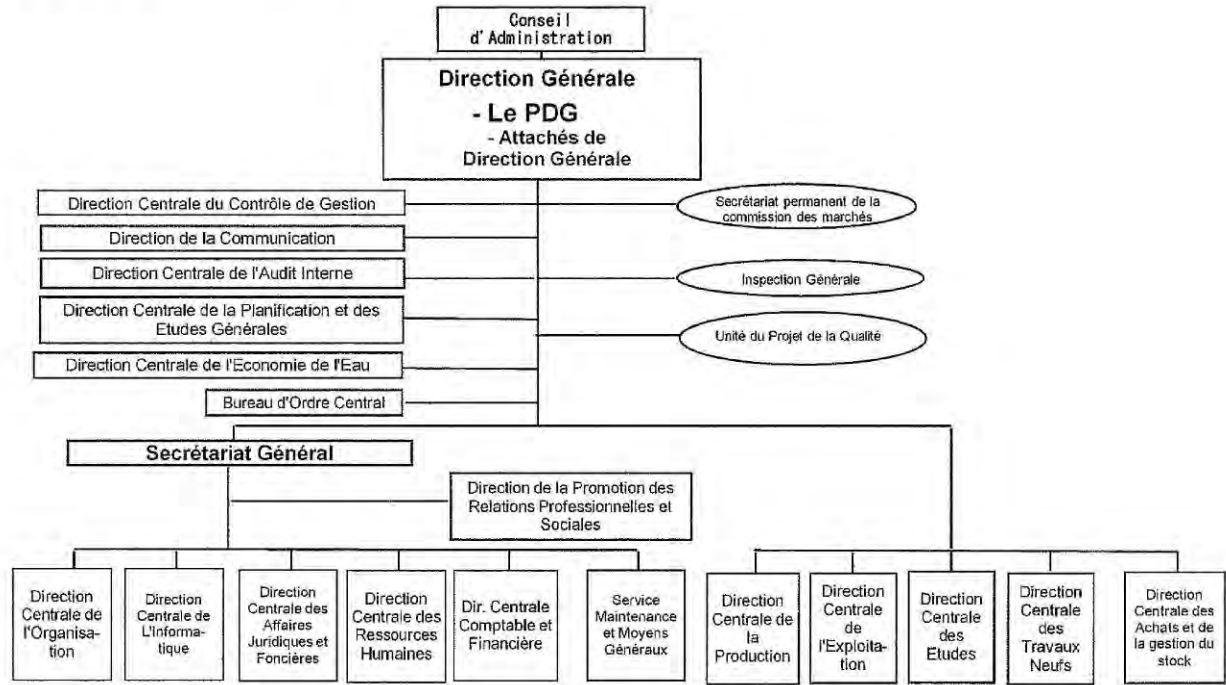 Conseil
d'Administration
Direction Générale
- Le PDG
- Attachés de
Direction Générale
Direction Centrale du Contrôle de Gestion
Secrétariat permanent de la
commission des marchés
Direction de la Communication
Direction Centrale de l'Audit Interne
Inspection Générale
Direction Centrale de la Planification et des
Etudes Générales
Unité du Projet de la Qualité
Direction Centrale de l'Economie de l'Eau
Bureau d'Ordre Central
Secrétariat Général
Direction de la Promotion des
Relations Professionnelles et
Sociales
Direction
Centrale de
l'Organisa-
tion
Direction
Centrale de
L'Informa-
tique
Direction
Centrale des
Affaires
Juridiques et
Foncières
Direction
Centrale des
Ressources
Humaines
Dir. Centrale
Comptable et
Financière
Service
Maintenance
et Moyens
Généraux
Direction
Centrale de
la
Production
Direction
Centrale
de
l'Exploita-
tion
Direction
Centrale
des
Etudes
Direction
Centrale
des
Travaux
Neufs
Direction
Centrale des
Achats et de
la gestion du
stock